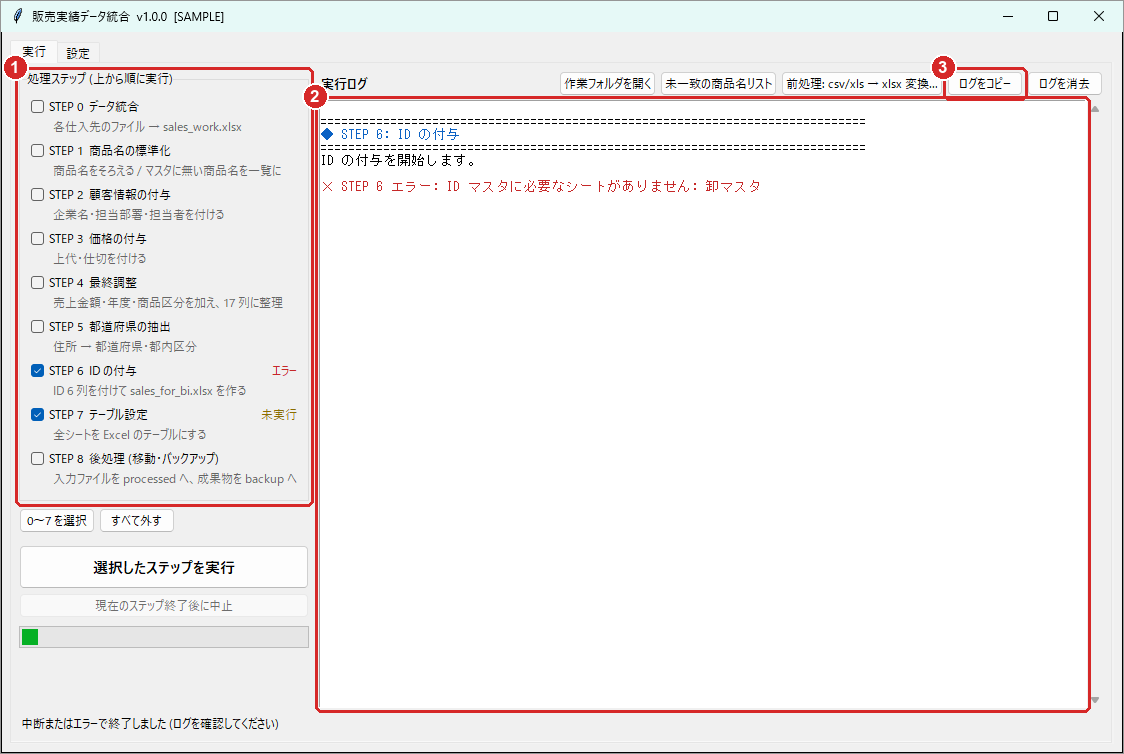 販売実績データ統合 v1.0.0 [SAMPLE]
実行 設定
1
処理ステップ (上から順に実行)
STEP 0 データ統合
各仕入先のファイル → sales_work.xlsx
STEP 1 商品名の標準化
商品名をそろえる / マスタに無い商品名を一覧に
STEP 2 顧客情報の付与
企業名・担当部署・担当者を付ける
STEP 3 価格の付与
上代・仕切を付ける
STEP 4 最終調整
売上金額・年度・商品区分を加え、17 列に整理
STEP 5 都道府県の抽出
住所 → 都道府県・都内区分
STEP 6 ID の付与 エラー
ID 6 列を付けて sales_for_bi.xlsx を作る
STEP 7 テーブル設定 未実行
全シートを Excel のテーブルにする
STEP 8 後処理 (移動・バックアップ)
入力ファイルを processed へ、成果物を backup へ
0～7 を選択 すべて外す
選択したステップを実行
現在のステップ終了後に中止
中断またはエラーで終了しました (ログを確認してください)
2
実行ログ 作業フォルダを開く 未一致の商品名リスト 前処理: csv/xls → xlsx 変換... 3 ログをコピー ログを消去
◆ STEP 6: ID の付与
ID の付与を開始します。
× STEP 6 エラー: ID マスタに必要なシートがありません: 卸マスタ